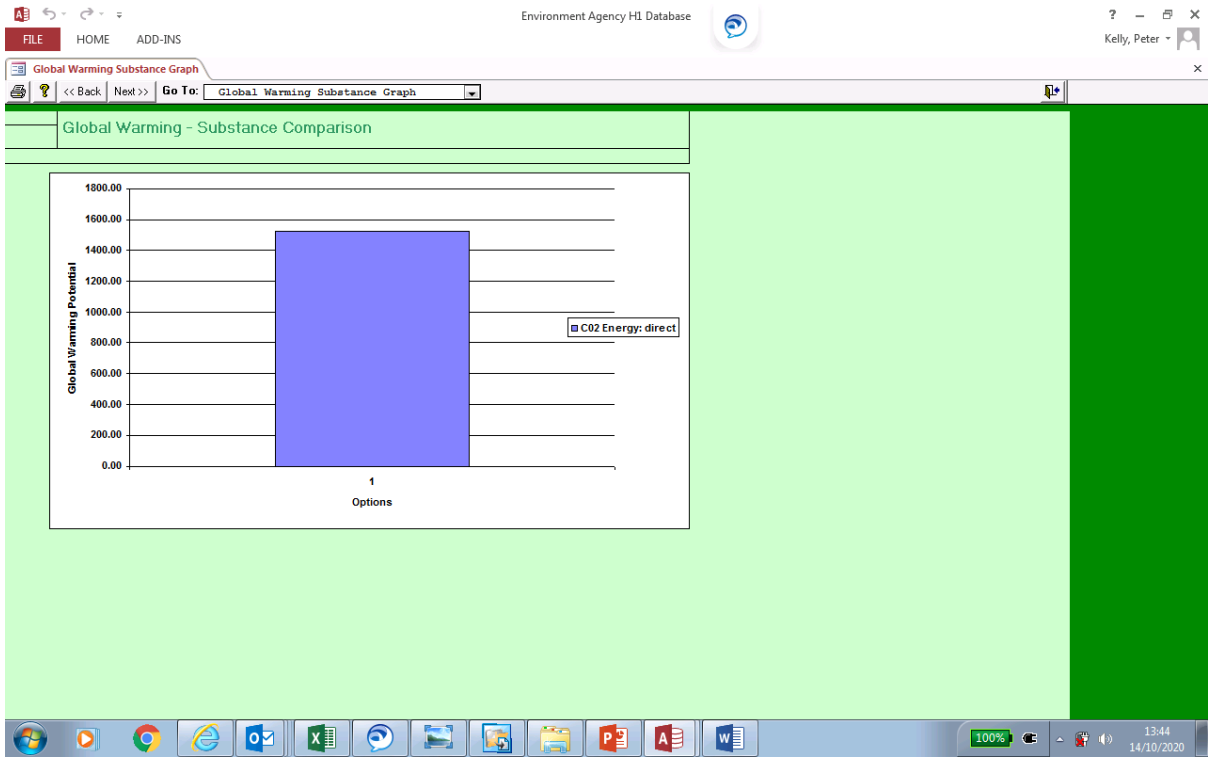 Environment Agency H1 Database
?
FILE HOME ADD-INS
Kelly, Peter
Global Warming Substance Graph
<< Back Next >> Go To: Global Warming Substance Graph
Global Warming - Substance Comparison
1800.00
1600.00
1400.00
1200.00
1000.00
800.00
600.00
400.00
200.00
0.00
Global Warming Potential
C02 Energy: direct
1
Options
100%
13:44
14/10/2020